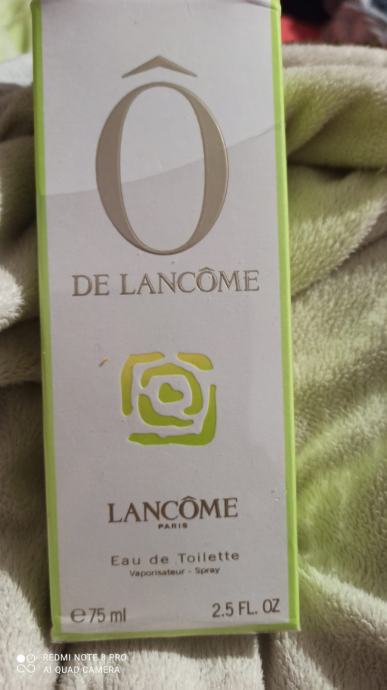 Ô
DE LANCÔME
LANCÔME
PARIS
Eau de Toilette
Vaporisateur - Spray
e 75 ml 2.5 FL. OZ
REDMI NOTE 8 PRO
AI QUAD CAMERA